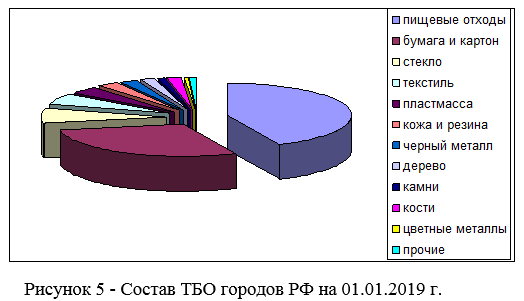 пищевые отходы
бумага и картон
стекло
текстиль
пластмасса
кожа и резина
черный металл
дерево
камни
кости
цветные металлы
прочие
Рисунок 5 - Состав ТБО городов РФ на 01.01.2019 г.